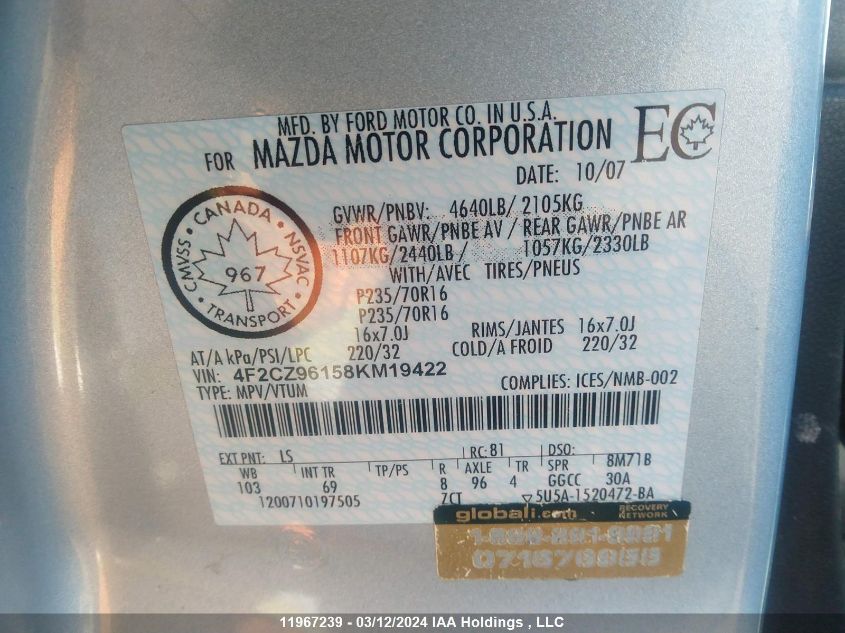 MFD. BY FORD MOTOR CO. IN U.S.A.
FOR MAZDA MOTOR CORPORATION EC
DATE: 10/07
CMVSS CANADA NSVAC
967
TRANSPORT
GVWR/PNBV: 4640LB/ 2105KG
FRONT GAWR/PNBE AV / REAR GAWR/PNBE AR
1107KG/2440LB / 1057KG/2330LB
WITH/AVEC TIRES/PNEUS
P235/70R16
P235/70R16
16x7.0J RIMS/JANTES 16x7.0J
AT/A kPa/PSI/LPC 220/32 COLD/A FROID 220/32
VIN: 4F2CZ96158KM19422
TYPE: MPV/VTUM COMPLIES: ICES/NMB-002
EXT PNT: LS RC:81 DSO:
WB INT TR TP/PS R AXLE TR SPR 8M71B
103 69 8 96 4 GGCC 30A
1200710197505 7CT ▽5U5A-1520472-BA
globali.com RECOVERY NETWORK
11967239 - 03/12/2024 IAA Holdings , LLC